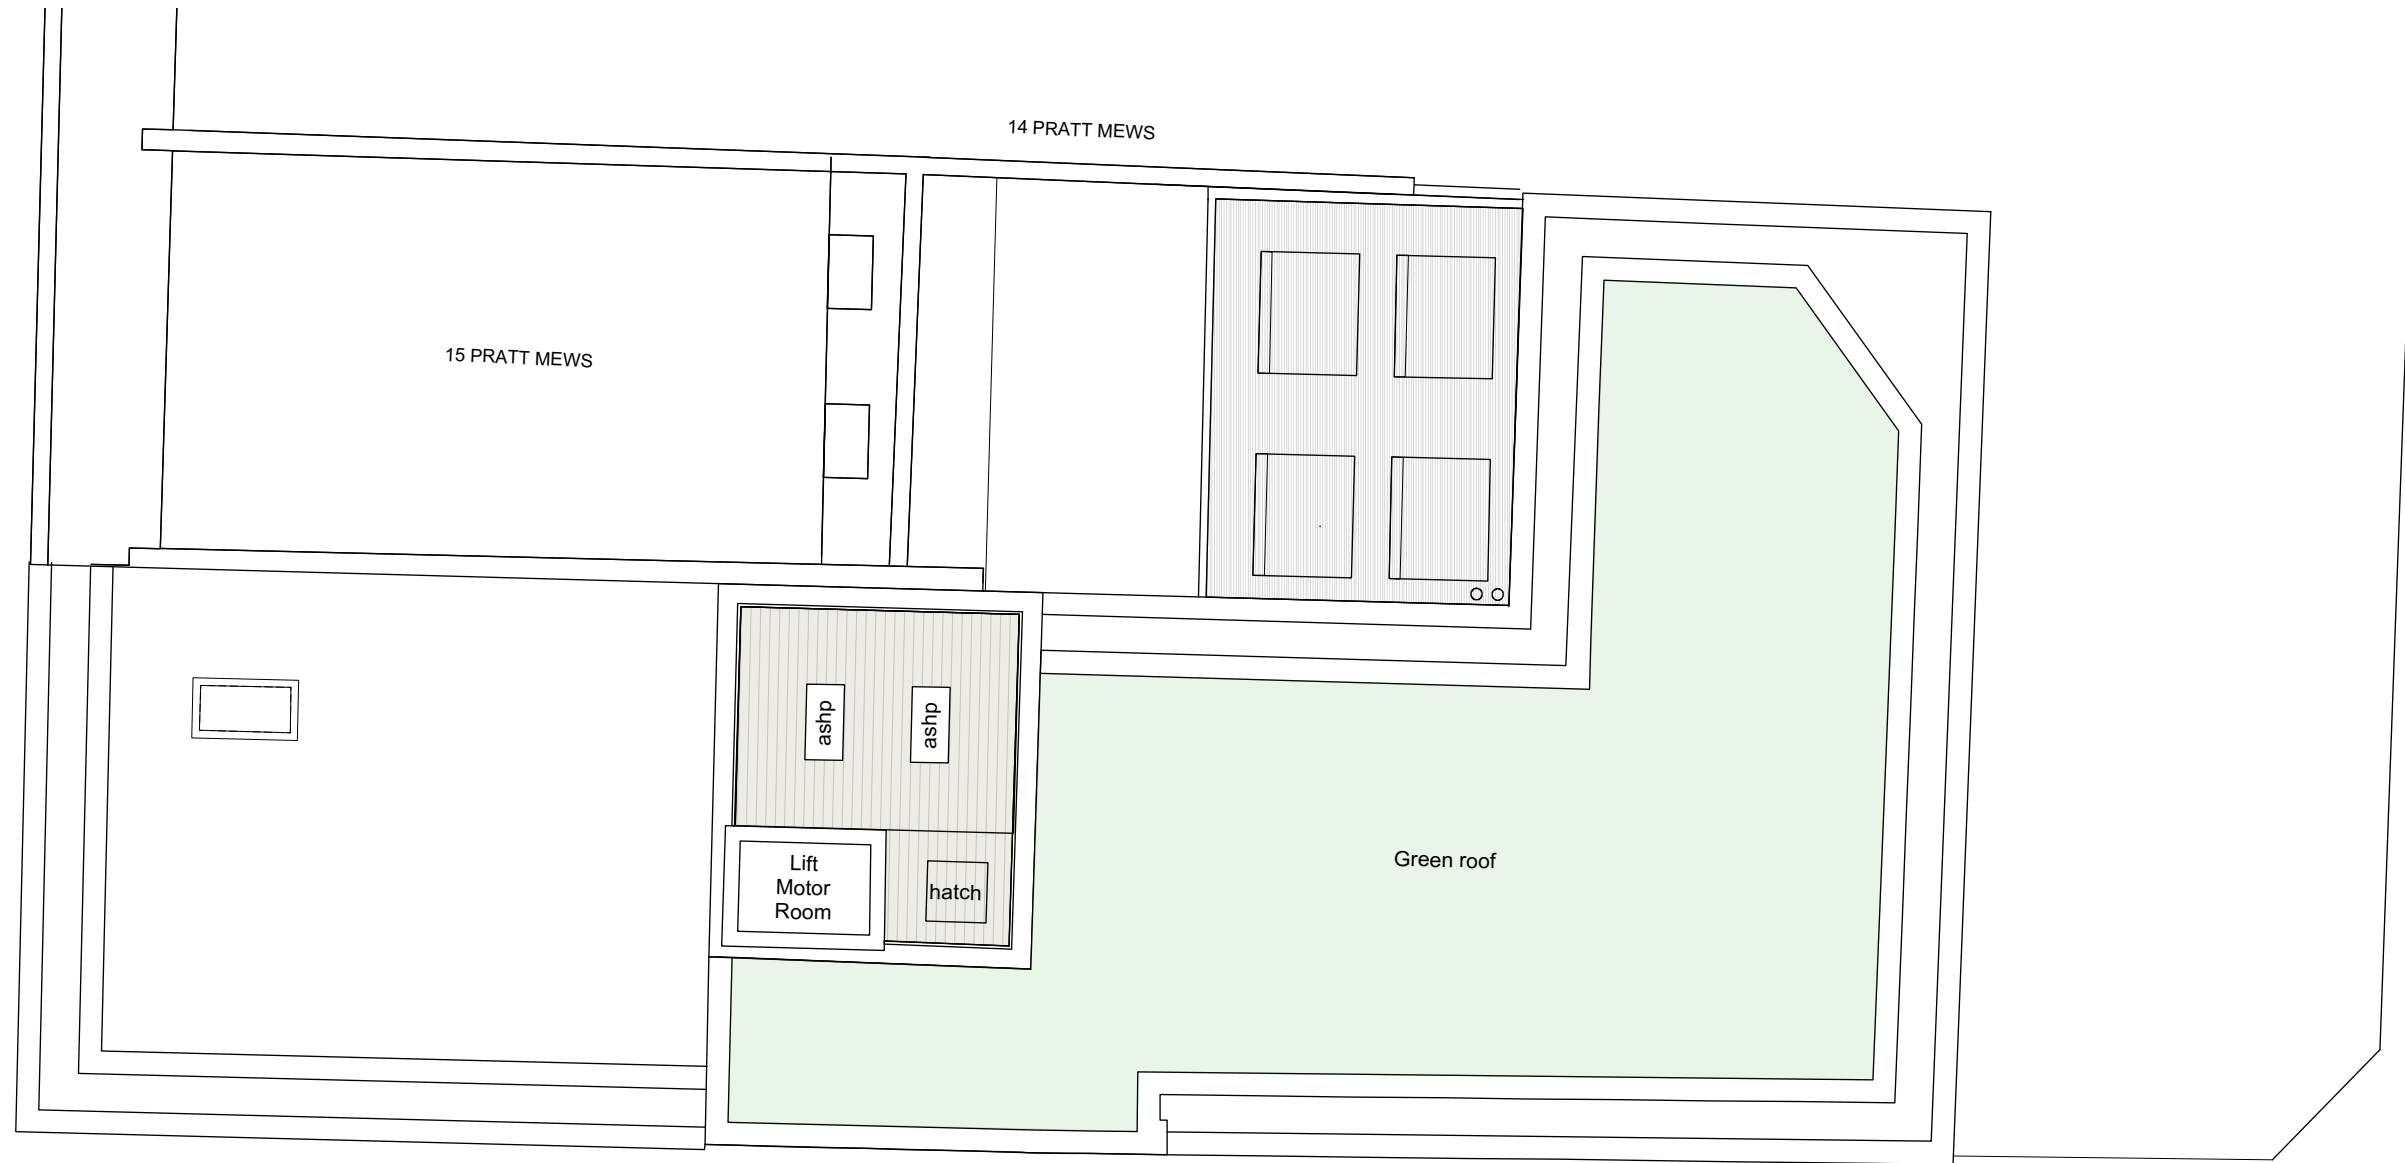 14 PRATT MEWS
15 PRATT MEWS
ashp
ashp
Lift
Motor
Room
hatch
Green roof